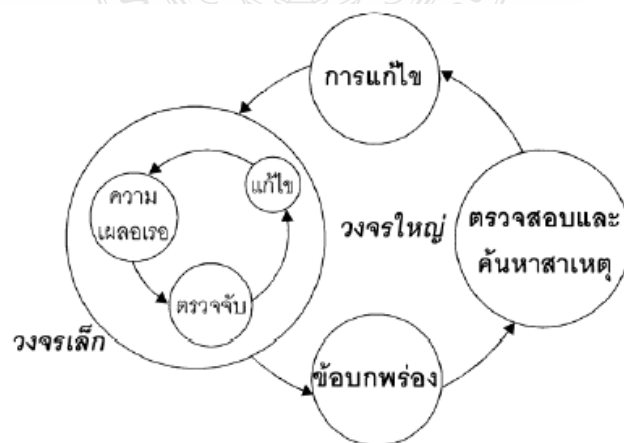 การแก้ไข
ความ
เผลอเรอ
แก้ไข
ตรวจจับ
วงจรเล็ก
วงจรใหญ่
ตรวจสอบและ
ค้นหาสาเหตุ
ข้อบกพร่อง